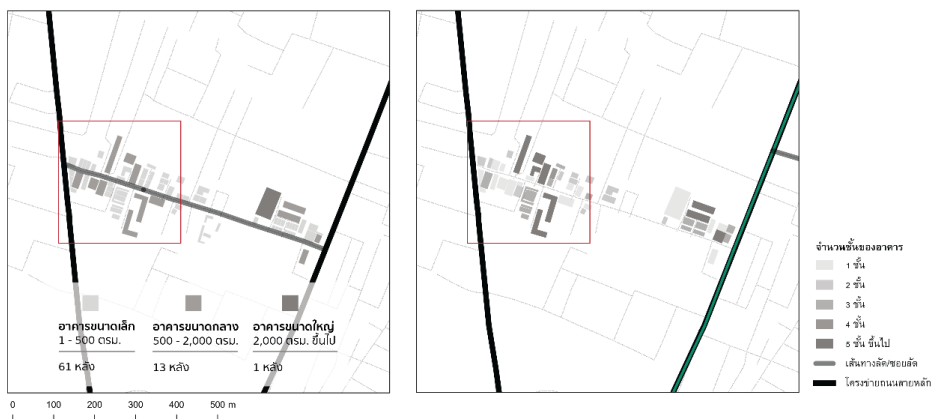 อาคารขนาดเล็ก
1 - 500 ตรม.
61 หลัง
อาคารขนาดกลาง
500 - 2,000 ตรม.
13 หลัง
อาคารขนาดใหญ่
2,000 ตรม. ขึ้นไป
1 หลัง
0 100 200 300 400 500 m
จำนวนชั้นของอาคาร
1 ชั้น
2 ชั้น
3 ชั้น
4 ชั้น
5 ชั้น ขึ้นไป
เส้นทางลัด/ซอยลัด
โครงข่ายถนนสายหลัก